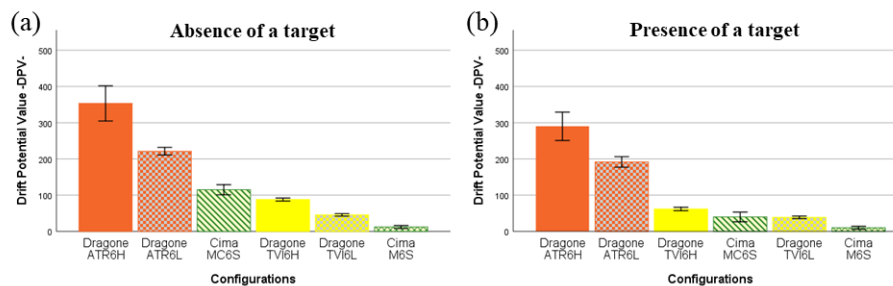 (a)
Absence of a target
Drift Potential Value -DPV-
500
400
300
200
100
0
Dragone
ATR6H
Dragone
ATR6L
Cima
MC6S
Dragone
TVI6H
Dragone
TVI6L
Cima
M6S
Configurations
(b)
Presence of a target
Drift Potential Value -DPV-
500
400
300
200
100
0
Dragone
ATR6H
Dragone
ATR6L
Dragone
TVI6H
Cima
MC6S
Dragone
TVI6L
Cima
M6S
Configurations